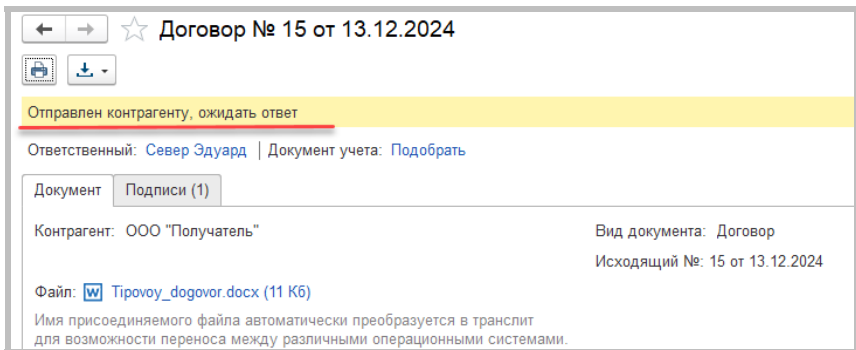 Договор № 15 от 13.12.2024
Отправлен контрагенту, ожидать ответ
Ответственный: Север Эдуард | Документ учета: Подобрать
Документ Подписи (1)
Контрагент: ООО "Получатель" Вид документа: Договор
Исходящий №: 15 от 13.12.2024
Файл: Tipovoy_dogovor.docx (11 Кб)
Имя присоединяемого файла автоматически преобразуется в транслит
для возможности переноса между различными операционными системами.